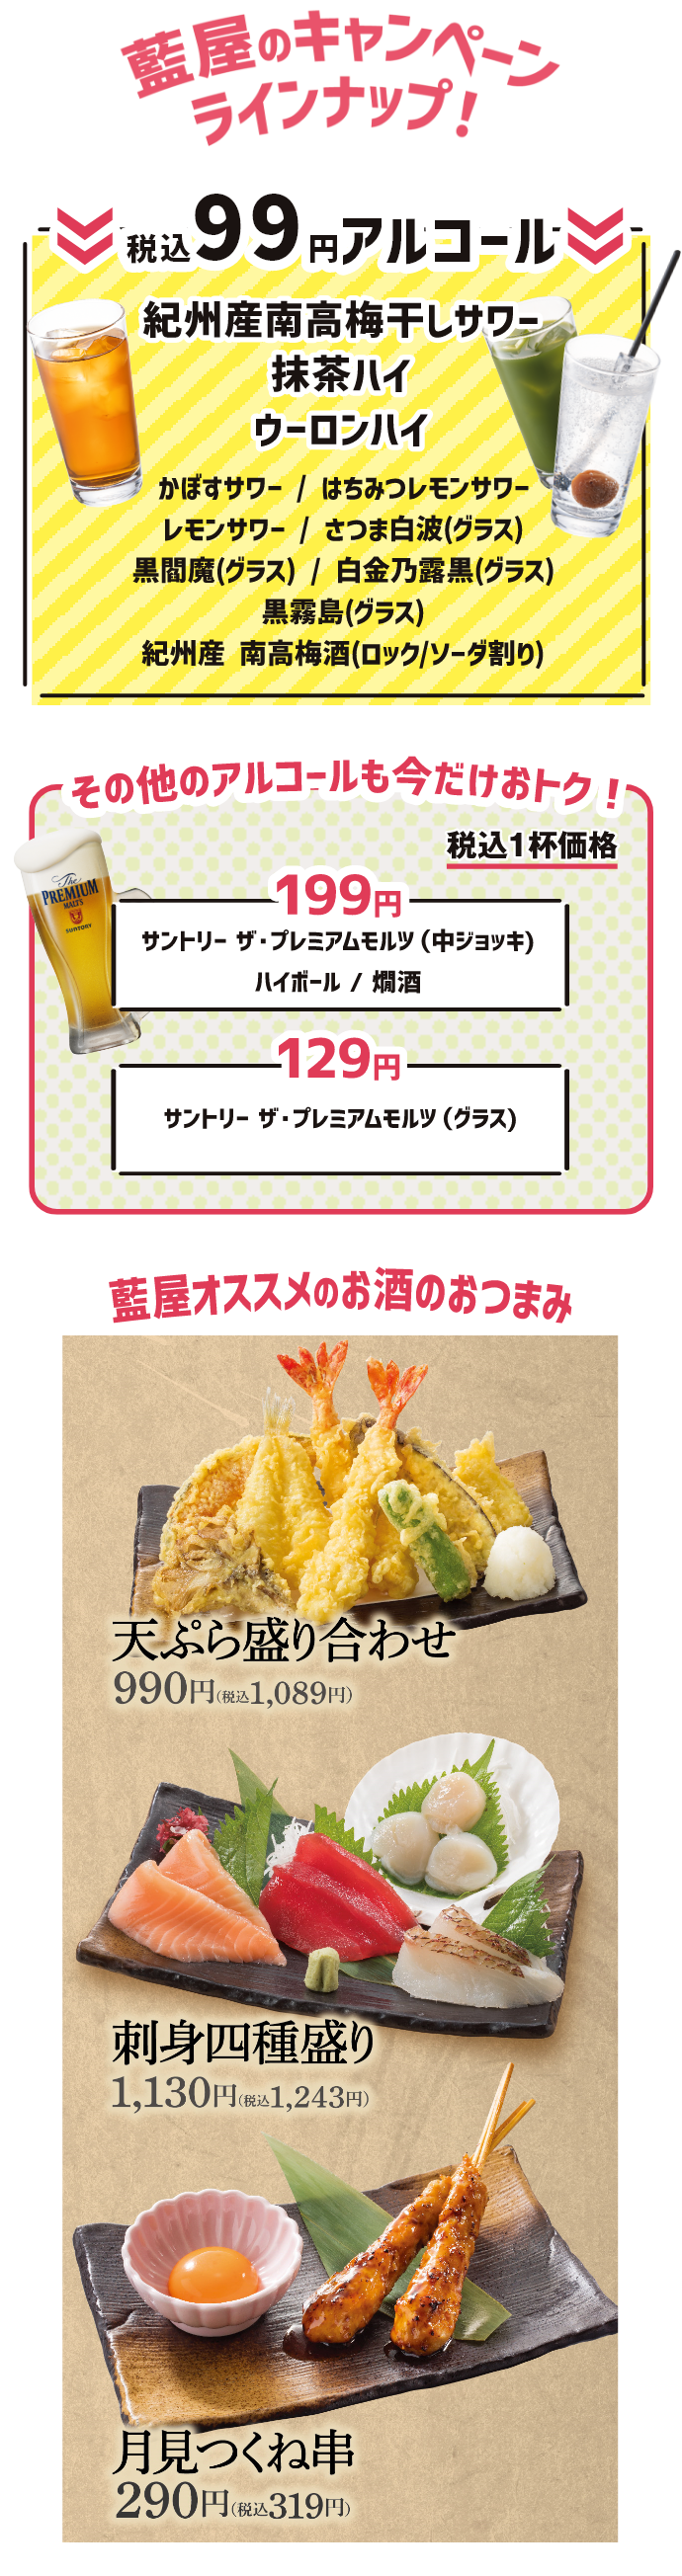 藍屋のキャンペーン
ラインナップ！
税込99円アルコール
紀州産南高梅干しサワー
抹茶ハイ
ウーロンハイ
かぼすサワー / はちみつレモンサワー
レモンサワー / さつま白波(グラス)
黒閻魔(グラス) / 白金乃露黒(グラス)
黒霧島(グラス)
紀州産 南高梅酒(ロック/ソーダ割り)
その他のアルコールも今だけおトク！
税込1杯価格
The
PREMIUM
MALT'S
SUNTORY
199円
サントリー ザ・プレミアムモルツ（中ジョッキ)
ハイボール / 燗酒
129円
サントリー ザ・プレミアムモルツ（グラス)
藍屋オススメのお酒のおつまみ
天ぷら盛り合わせ
990円(税込1,089円)
刺身四種盛り
1,130円(税込1,243円)
月見つくね串
290円(税込319円)